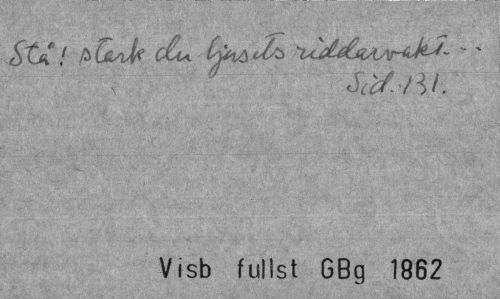 Stå! stark du ljusets riddarvakt...
Sid. 131.
Visb fullst GBg 1862